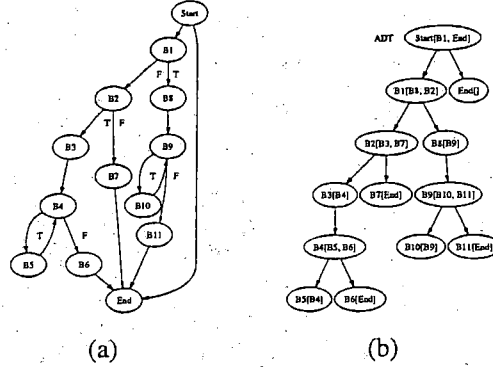 Start
B1
F T
B2
B8
T F
B3
B9
B7
T
F
B4
B10
T
F
B11
B5
B6
End
(a)
ADT
Start[B1, End]
B1[B8, B2]
End[]
B2[B3, B7]
B8[B9]
B3[B4]
B7[End]
B9[B10, B11]
B4[B5, B6]
B10[B9]
B11[End]
B5[B4]
B6[End]
(b)